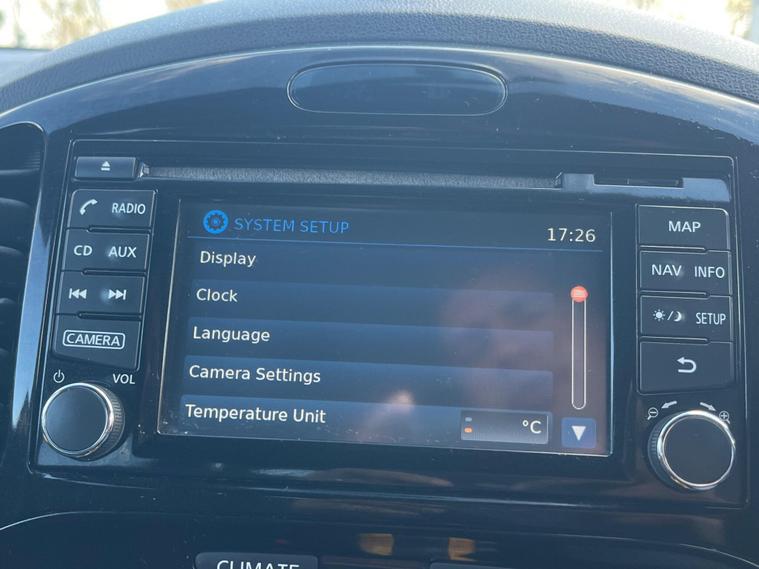 RADIO
CD AUX
CAMERA
VOL
SYSTEM SETUP
17:26
Display
Clock
Language
Camera Settings
Temperature Unit
°C
MAP
NAV INFO
SETUP
CLIMATE